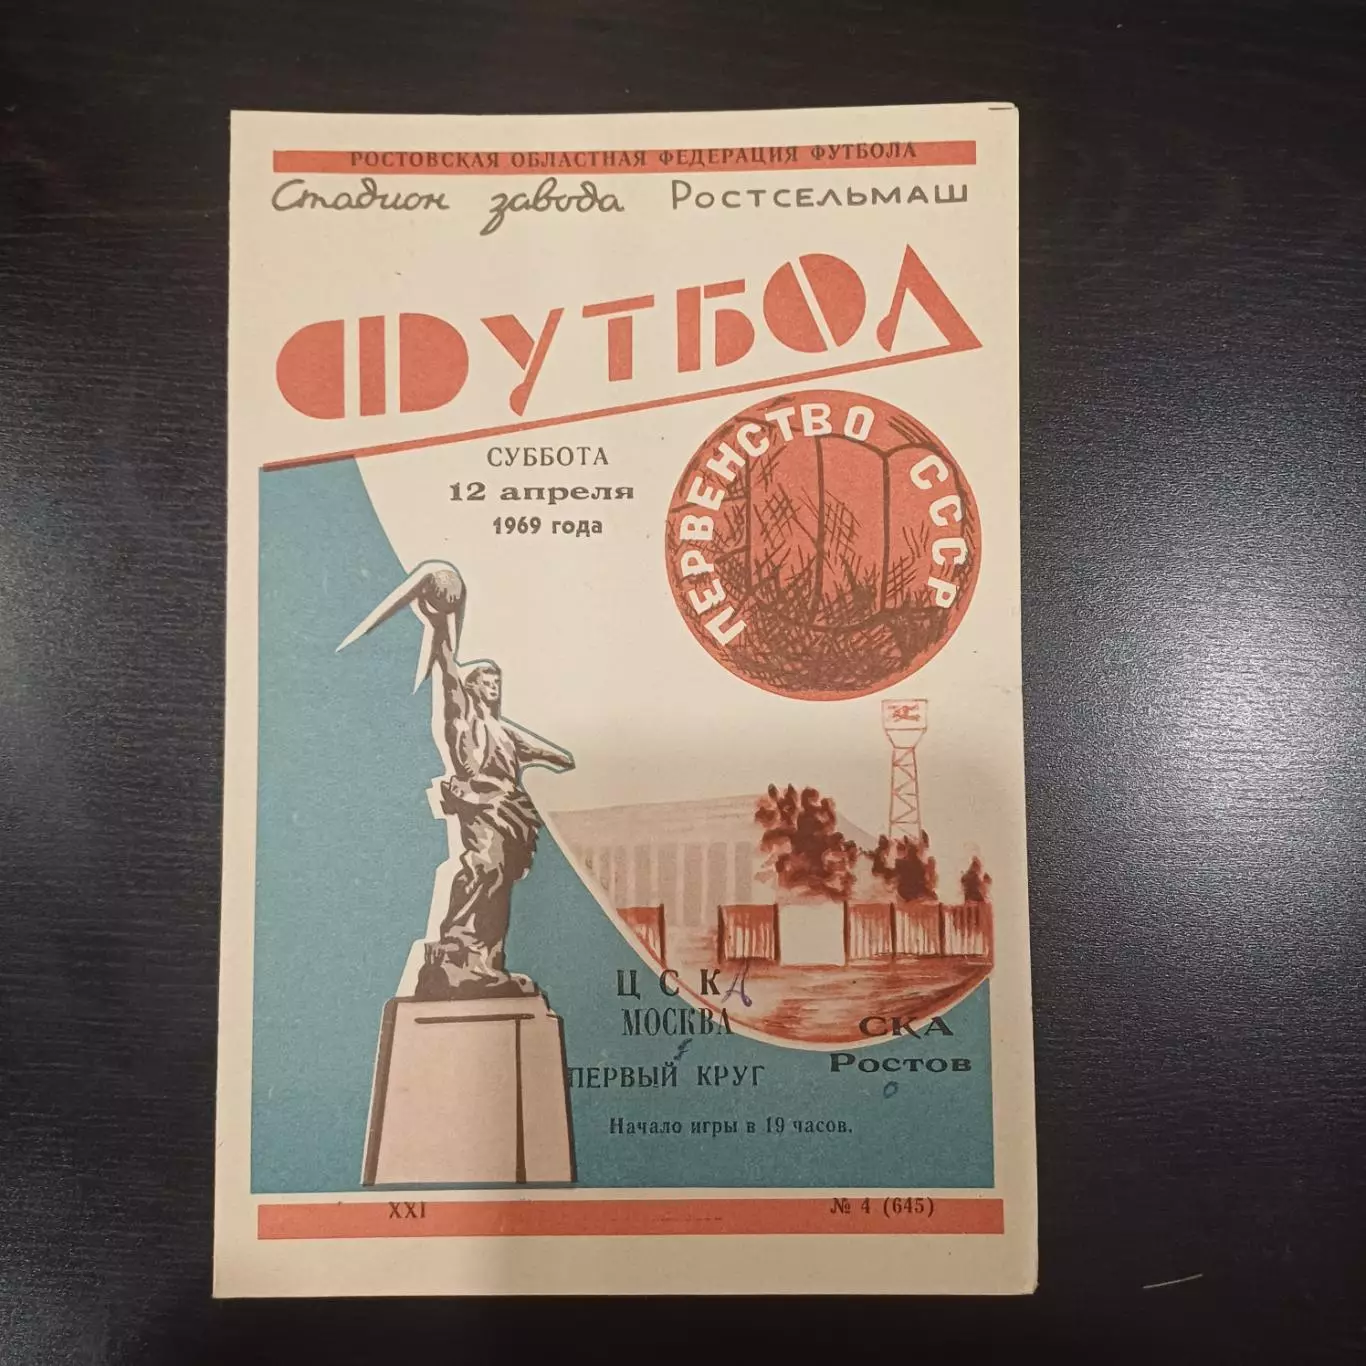 РОСТОВСКАЯ ОБЛАСТНАЯ ФЕДЕРАЦИЯ ФУТБОЛА
Стадион завода РОСТСЕЛЬМАШ
ФУТБОЛ
СУББОТА
12 апреля
1969 года
ПЕРВЕНСТВО СССР
ЦСКА
МОСКВА
СКА
Ростов
ПЕРВЫЙ КРУГ
Начало игры в 19 часов.
XXI
№ 4 (645)